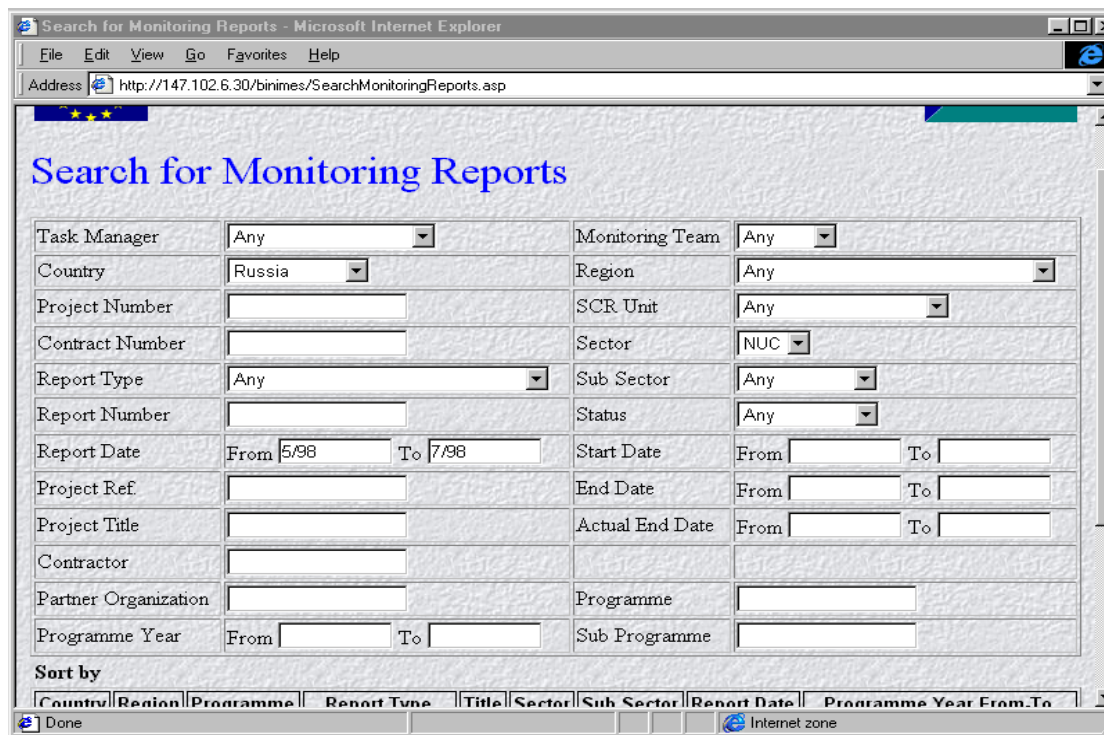 Search for Monitoring Reports - Microsoft Internet Explorer
File Edit View Go Favorites Help
Address http://147.102.6.30/binimes/SearchMonitoringReports.asp
Search for Monitoring Reports
Task Manager Any Monitoring Team Any
Country Russia Region Any
Project Number SCR Unit Any
Contract Number Sector NUC
Report Type Any Sub Sector Any
Report Number Status Any
Report Date From 5/98 To 7/98 Start Date From To
Project Ref. End Date From To
Project Title Actual End Date From To
Contractor
Partner Organization Programme
Programme Year From To Sub Programme
Sort by
Country Region Programme Report Type Title Sector Sub Sector Report Date Programme Year From-To
Done Internet zone